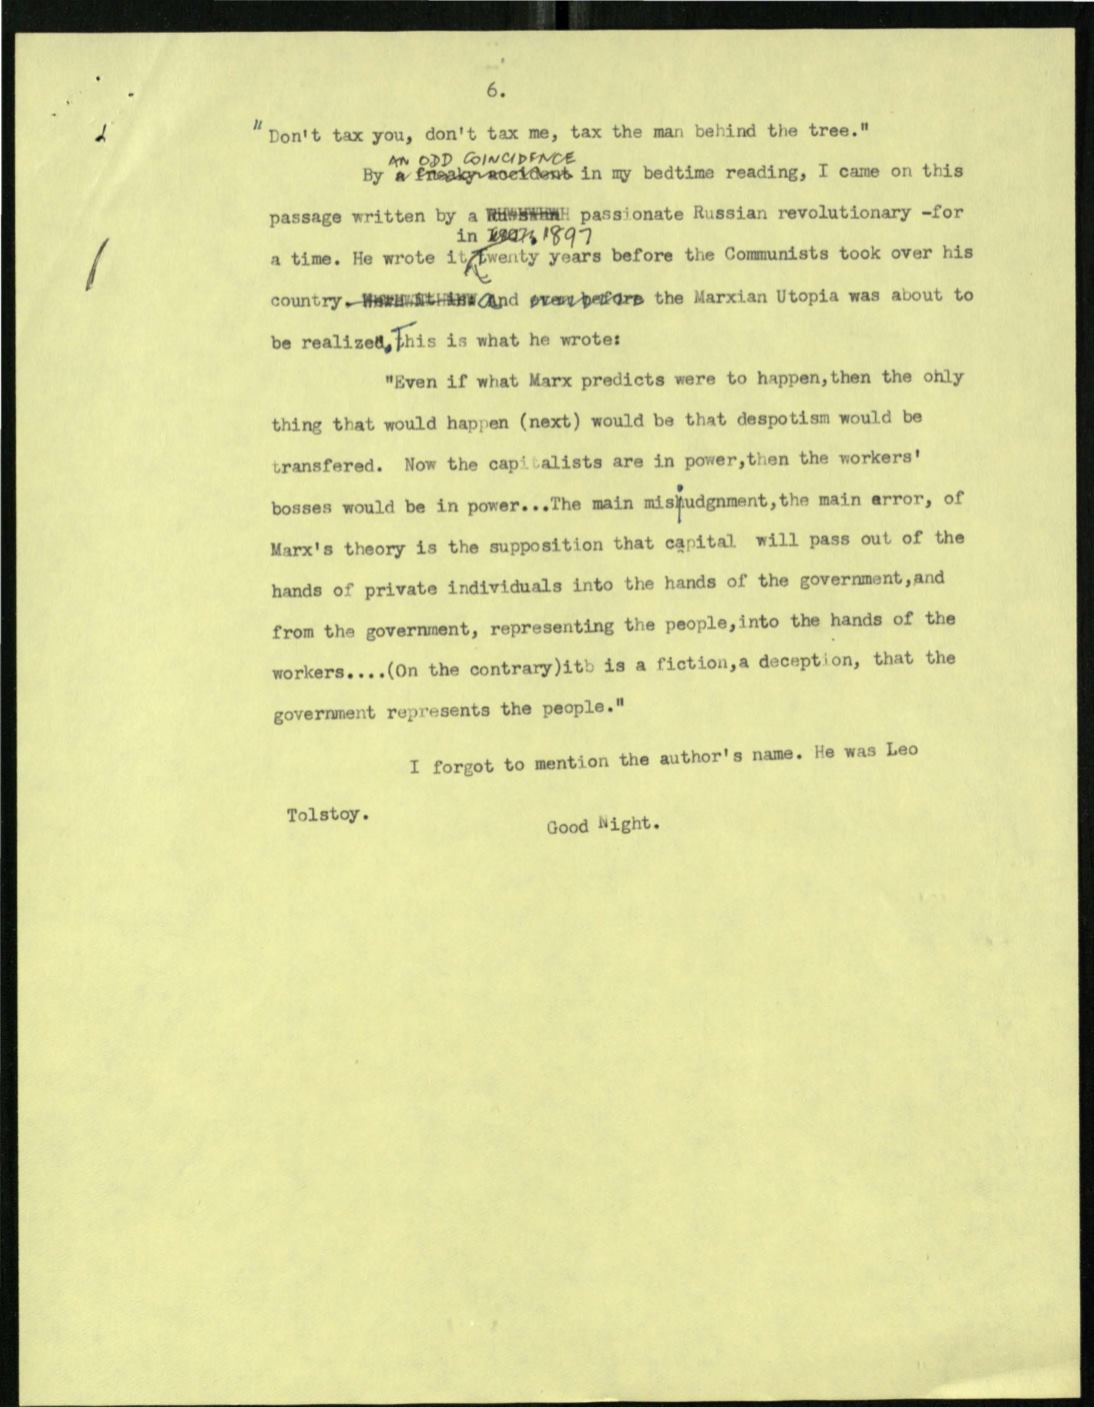 6.
"Don't tax you, don't tax me, tax the man behind the tree."
AN ODD COINCIDENCE
By a freaky accident in my bedtime reading, I came on this
passage written by a passionate Russian revolutionary -for
in 1897
a time. He wrote it, twenty years before the Communists took over his
country. And even before the Marxian Utopia was about to
be realized, This is what he wrote:
"Even if what Marx predicts were to happen,then the ohly
thing that would happen (next) would be that despotism would be
transfered. Now the capitalists are in power,then the workers'
bosses would be in power...The main misjudgnment,the main error, of
Marx's theory is the supposition that capital will pass out of the
hands of private individuals into the hands of the government,and
from the government, representing the people,into the hands of the
workers....(On the contrary)itb is a fiction,a deception, that the
government represents the people."
I forgot to mention the author's name. He was Leo
Tolstoy.
Good Night.